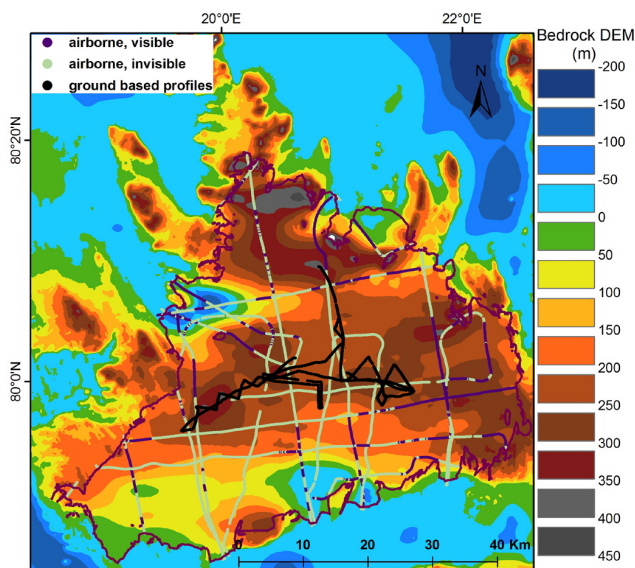 20°0'E
22°0'E
airborne, visible
airborne, invisible
ground based profiles
N
80°20'N
80°0'N
0 10 20 30 40 Km
Bedrock DEM
(m)
-200
-150
-100
-50
0
50
100
150
200
250
300
350
400
450